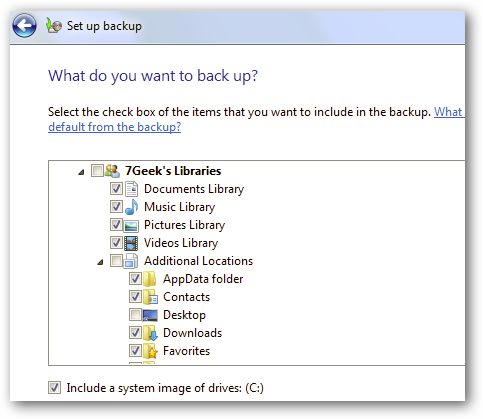 Set up backup
What do you want to back up?
Select the check box of the items that you want to include in the backup. What
default from the backup?
7Geek's Libraries
Documents Library
Music Library
Pictures Library
Videos Library
Additional Locations
AppData folder
Contacts
Desktop
Downloads
Favorites
Include a system image of drives: (C:)